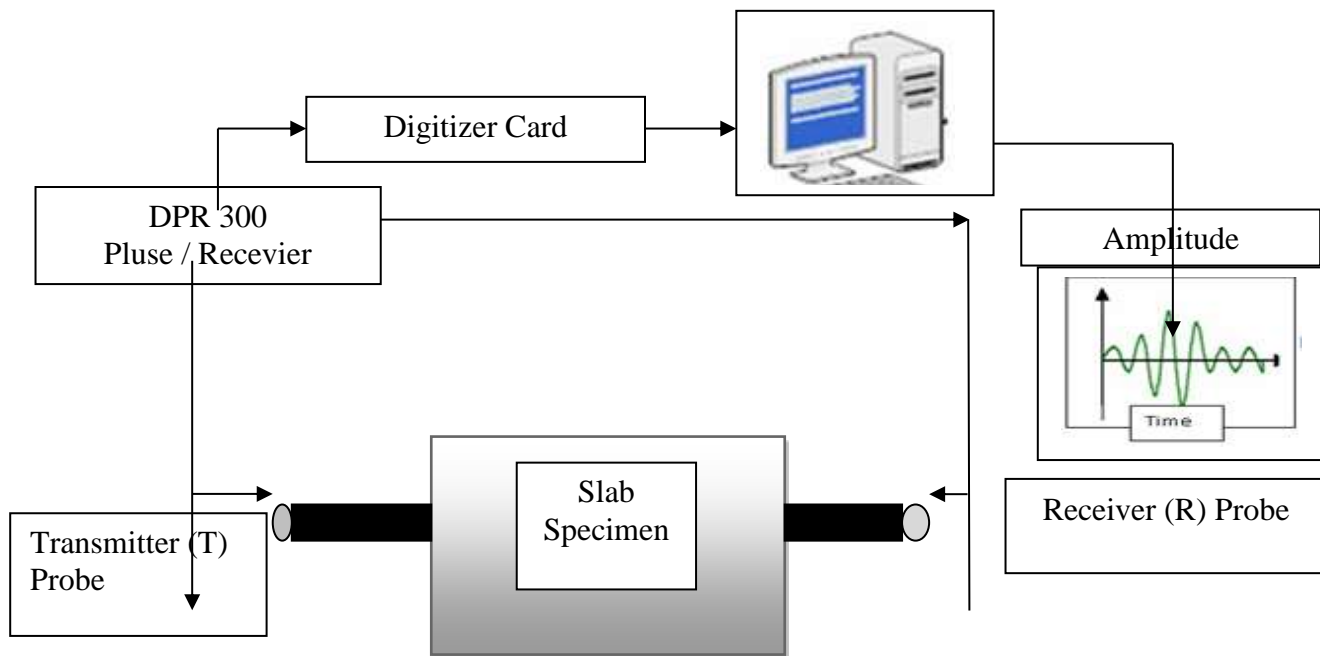 Digitizer Card
DPR 300
Pluse / Recevier
Amplitude
Time
Slab
Specimen
Transmitter (T)
Probe
Receiver (R) Probe